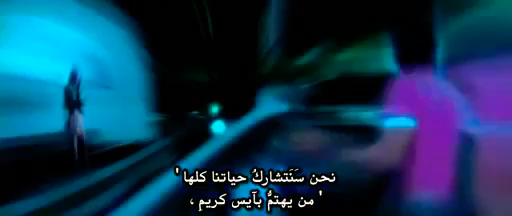 نحن سَنَتشاركُ حياتنا كلها '
' من يهتمُّ بآيس كريمِ ،